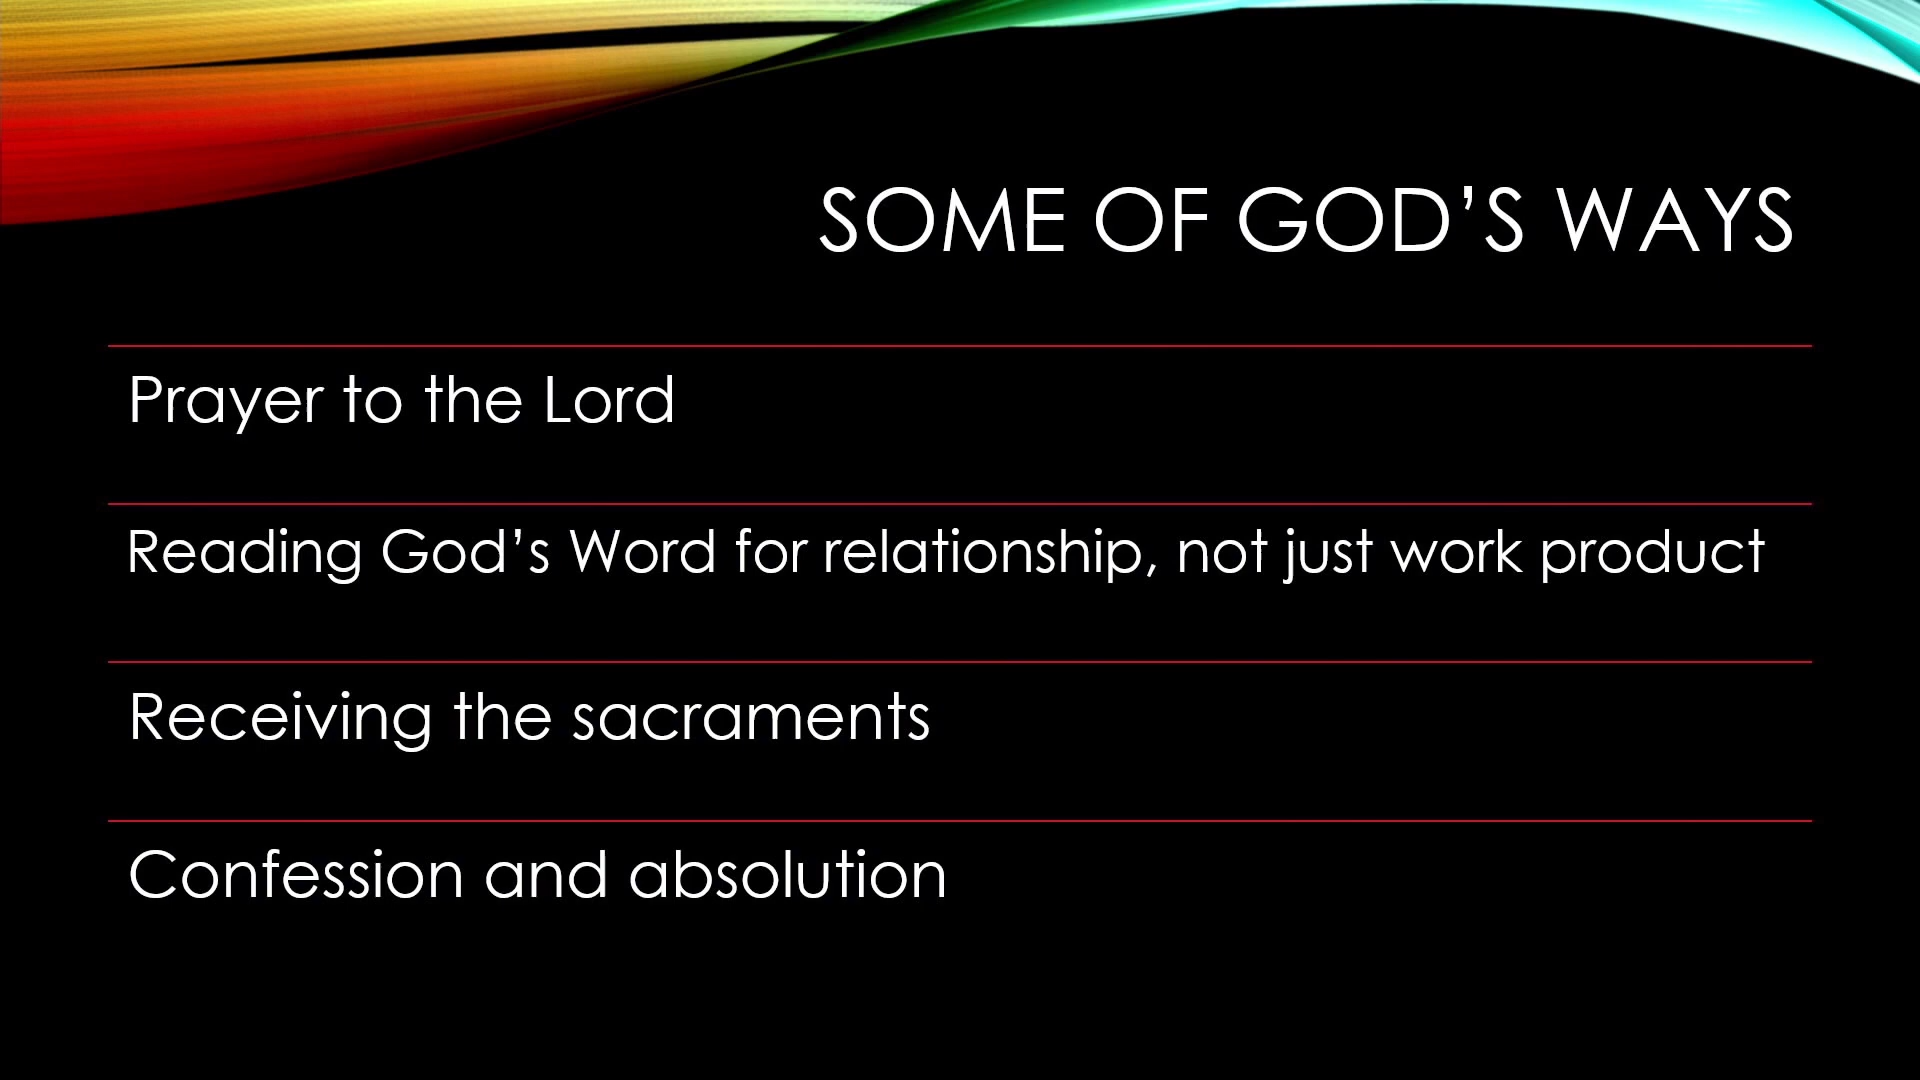 SOME OF GOD’S WAYS
Prayer to the Lord
Reading God’s Word for relationship, not just work product
Receiving the sacraments
Confession and absolution